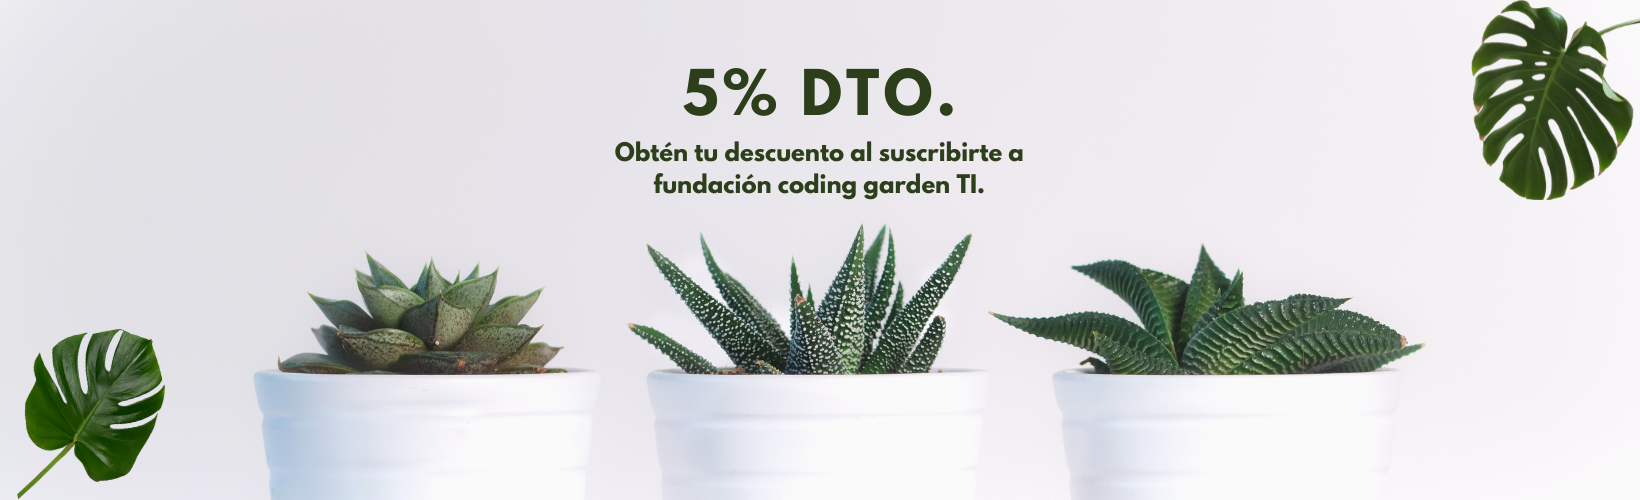 5% DTO.
Obtén tu descuento al suscribirte a
fundación coding garden TI.